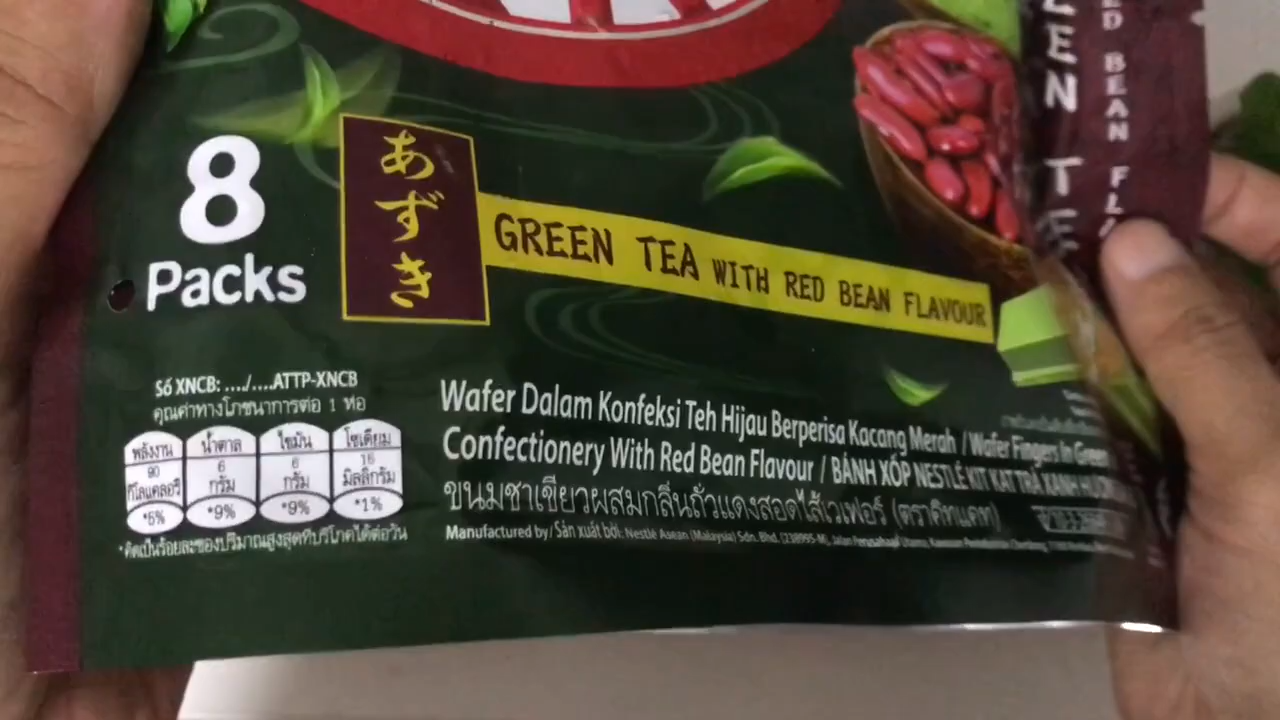 8
Packs
あずき
GREEN TEA WITH RED BEAN FLAVOUR
EEN TE
ED BEAN FLA
Số XNCB: ..../....ATTP-XNCB
คุณค่าทางโภชนาการต่อ 1 ห่อ
พลังงาน น้ำตาล ไขมัน โซเดียม
90 6 6 16
กิโลแคลอรี กรัม กรัม มิลลิกรัม
*5% *9% *9% *1%
*คิดเป็นร้อยละของปริมาณสูงสุดที่บริโภคได้ต่อวัน
Wafer Dalam Konfeksi Teh Hijau Berperisa Kacang Merah / Wafer Fingers In Green
Confectionery With Red Bean Flavour / BÁNH XỐP NESTLÉ KIT KAT TRÀ XANH HƯƠNG
ขนมชาเขียวผสมกลิ่นถั่วแดงสอดไส้เวเฟอร์ (ตราคิทแคท)
Manufactured by / Sản xuất bởi: Nestlé Asean (Malaysia) Sdn. Bhd. (238995-M), Jalan Perusahaan